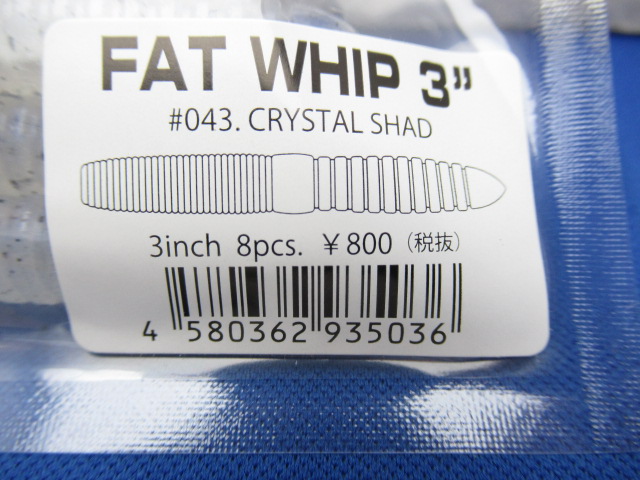 FAT WHIP 3”
#043. CRYSTAL SHAD
3inch 8pcs. ￥800（税抜）
4 580362 935036